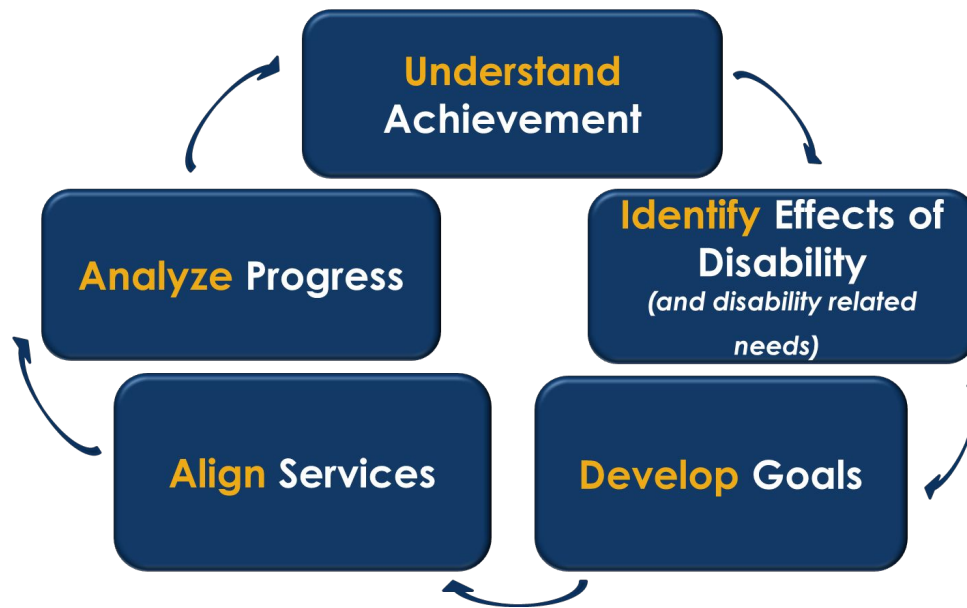 Understand
Achievement
Identify Effects of
Disability
(and disability related
needs)
Develop Goals
Align Services
Analyze Progress